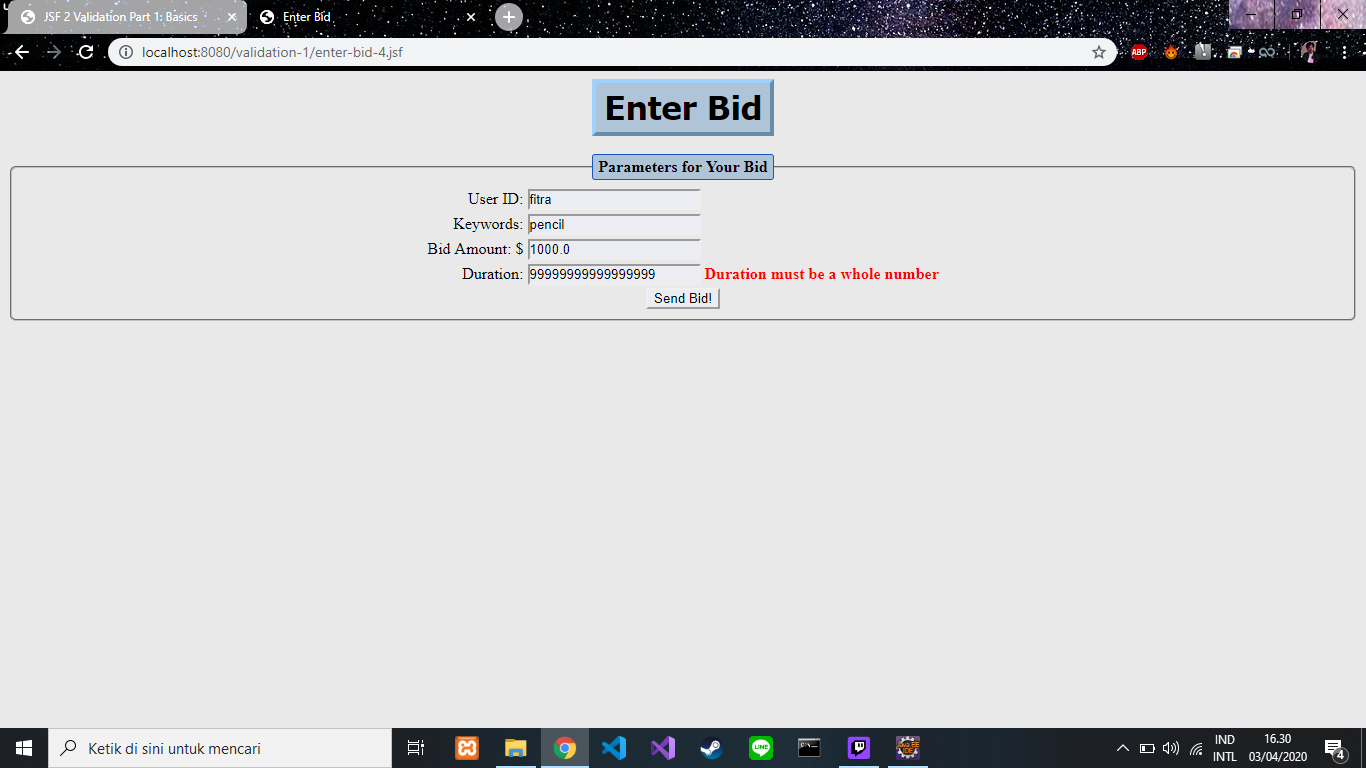 JSF 2 Validation Part 1: Basics
Enter Bid
localhost:8080/validation-1/enter-bid-4.jsf
ABP
Enter Bid
Parameters for Your Bid
User ID: fitra
Keywords: pencil
Bid Amount: $ 1000.0
Duration: 99999999999999999 Duration must be a whole number
Send Bid!
Ketik di sini untuk mencari
LINE
IND
INTL
16.30
03/04/2020
4